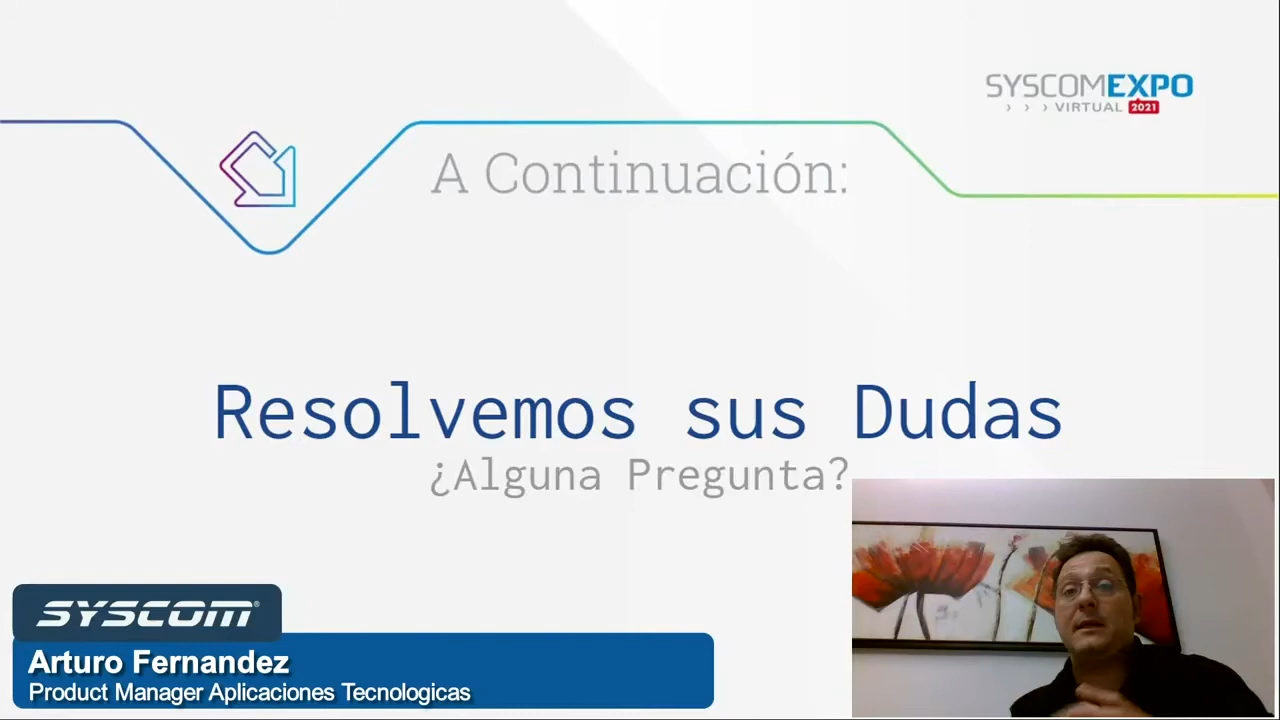 SYSCOMEXPO
VIRTUAL 2021
A Continuación:
Resolvemos sus Dudas
¿Alguna Pregunta?
SYSCOM®
Arturo Fernandez
Product Manager Aplicaciones Tecnologicas